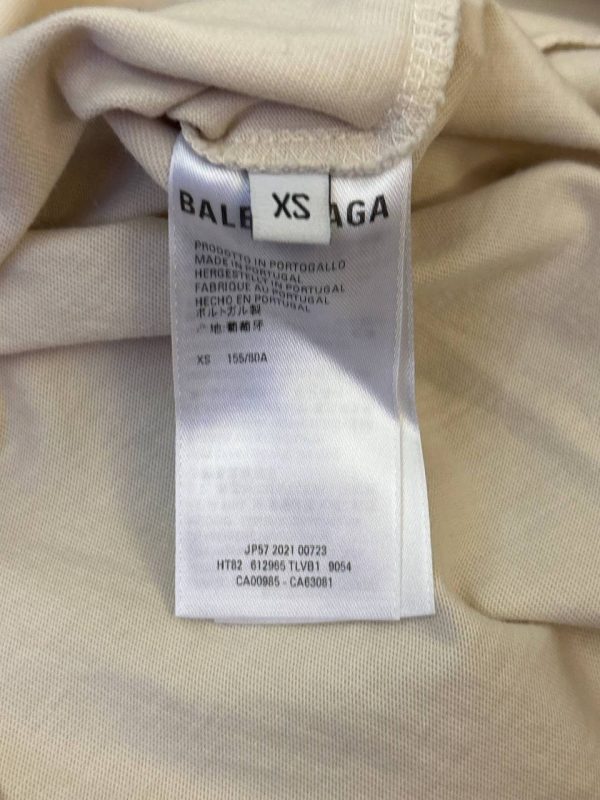 BALE AGA
XS
PRODOTTO IN PORTOGALLO
MADE IN PORTUGAL
HERGESTELLT IN PORTUGAL
FABRIQUE AU PORTUGAL
HECHO EN PORTUGAL
ポルトガル製
产地:葡萄牙
XS 155/80A
JP57 2021 00723
HT82 612965 TLVB1 9054
CA00985 - CA63081